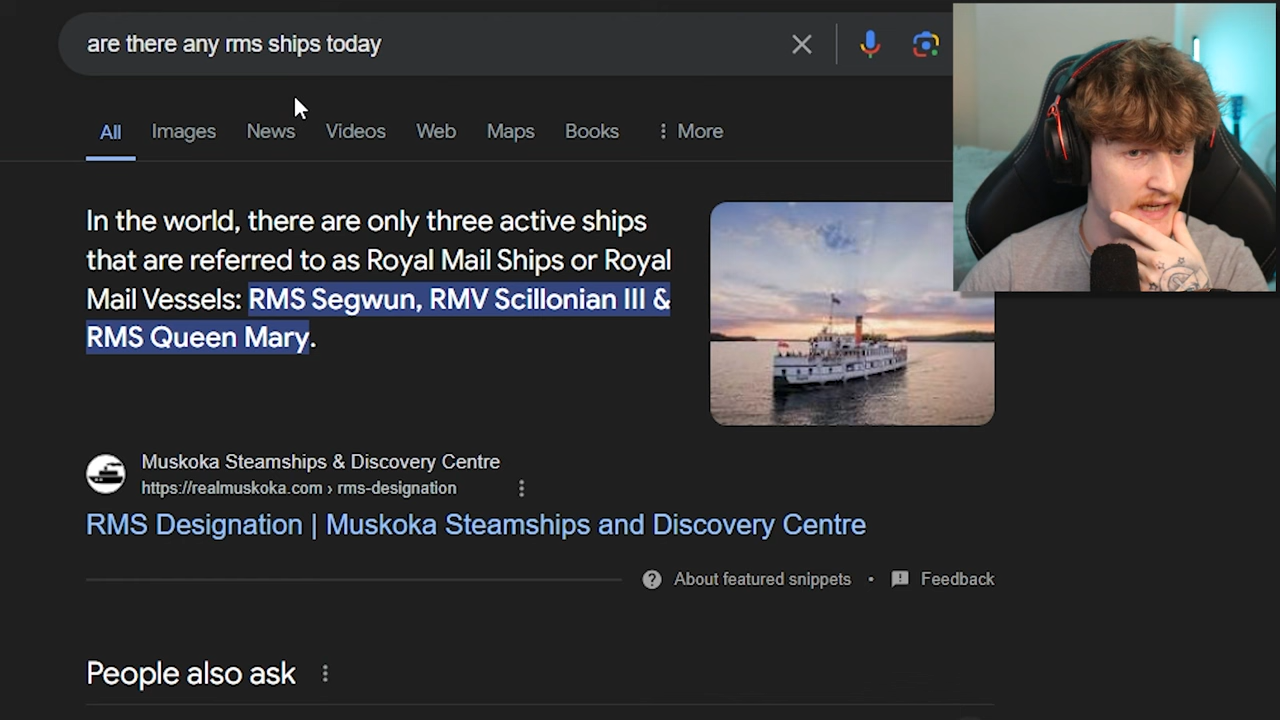 are there any rms ships today
All Images News Videos Web Maps Books More
In the world, there are only three active ships
that are referred to as Royal Mail Ships or Royal
Mail Vessels: RMS Segwun, RMV Scillonian III &
RMS Queen Mary.
Muskoka Steamships & Discovery Centre
https://realmuskoka.com › rms-designation
RMS Designation | Muskoka Steamships and Discovery Centre
About featured snippets • Feedback
People also ask